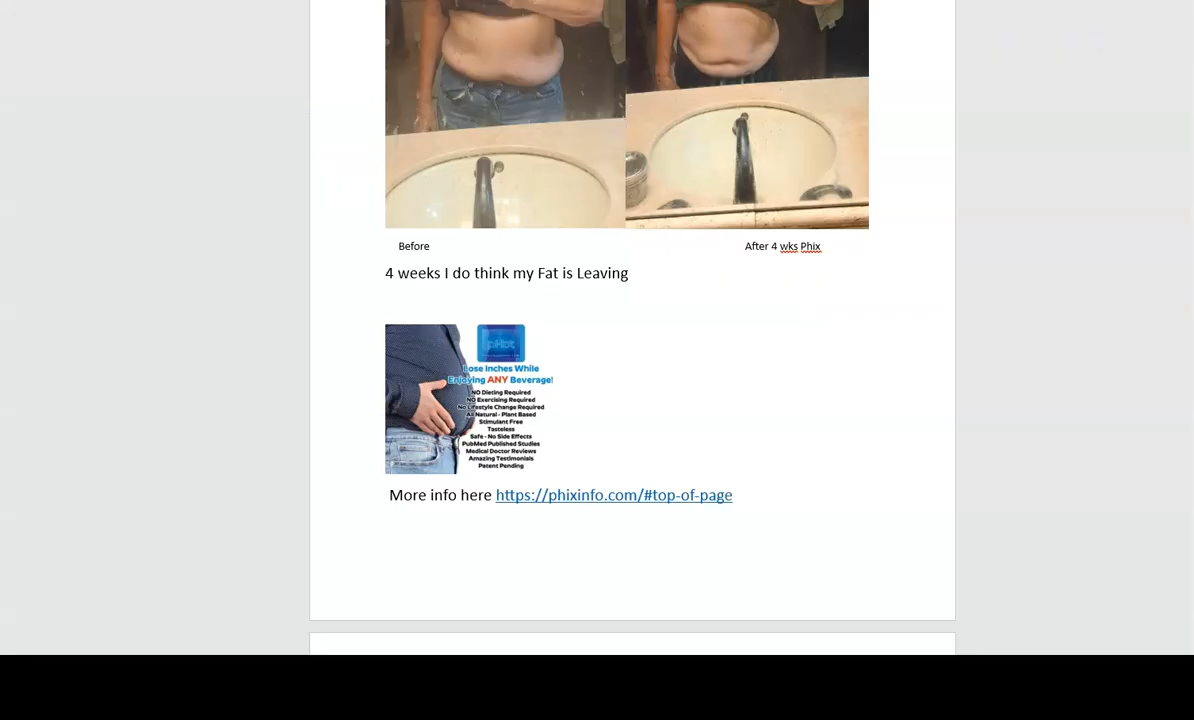 Before
After 4 wks Phix
4 weeks I do think my Fat is Leaving
pHix
Lose Inches While
Enjoying ANY Beverage!
NO Dieting Required
NO Exercising Required
No Lifestyle Change Required
All Natural - Plant Based
Stimulant Free
Tasteless
Safe - No Side Effects
PubMed Published Studies
Medical Doctor Reviews
Amazing Testimonials
Patent Pending
More info here https://phixinfo.com/#top-of-page